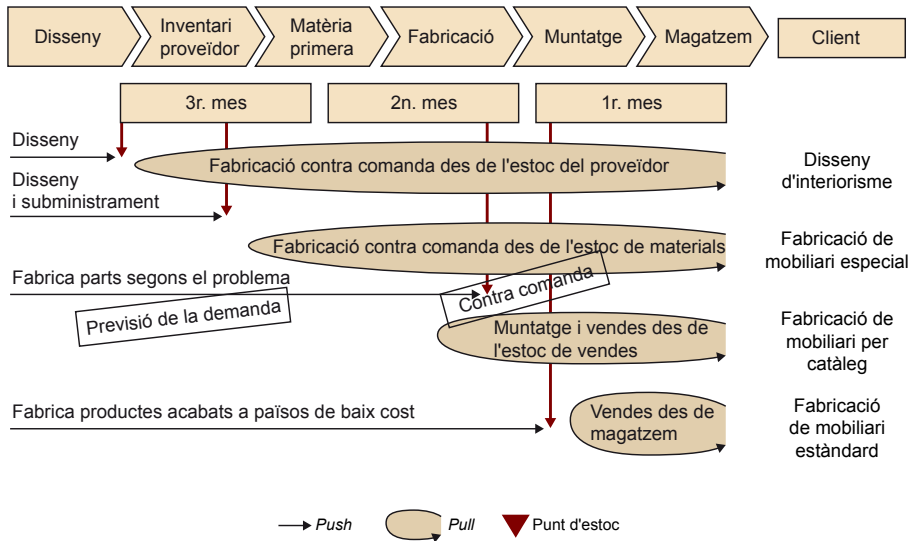 Disseny
Inventari
proveïdor
Matèria
primera
Fabricació
Muntatge
Magatzem
Client
3r. mes
2n. mes
1r. mes
Disseny
Fabricació contra comanda des de l'estoc del proveïdor
Disseny
d'interiorisme
Disseny
i subministrament
Fabricació contra comanda des de l'estoc de materials
Fabricació de
mobiliari especial
Fabrica parts segons el problema
Contra comanda
Previsió de la demanda
Muntatge i vendes des de
l'estoc de vendes
Fabricació de
mobiliari per
catàleg
Fabrica productes acabats a països de baix cost
Vendes des de
magatzem
Fabricació
de mobiliari
estàndard
Push
Pull
Punt d'estoc